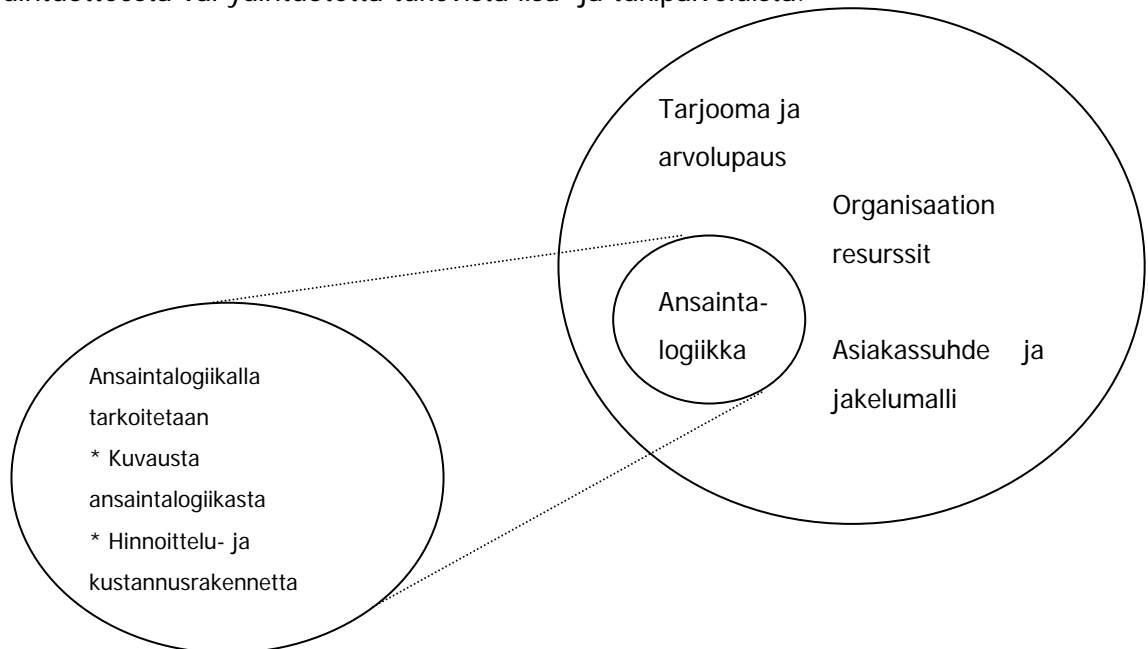 Tarjooma ja
arvolupaus
Organisaation
resurssit
Ansainta-
logiikka
Asiakassuhde ja
jakelumalli
Ansaintalogiikalla
tarkoitetaan
* Kuvausta
ansaintalogiikasta
* Hinnoittelu- ja
kustannusrakennetta